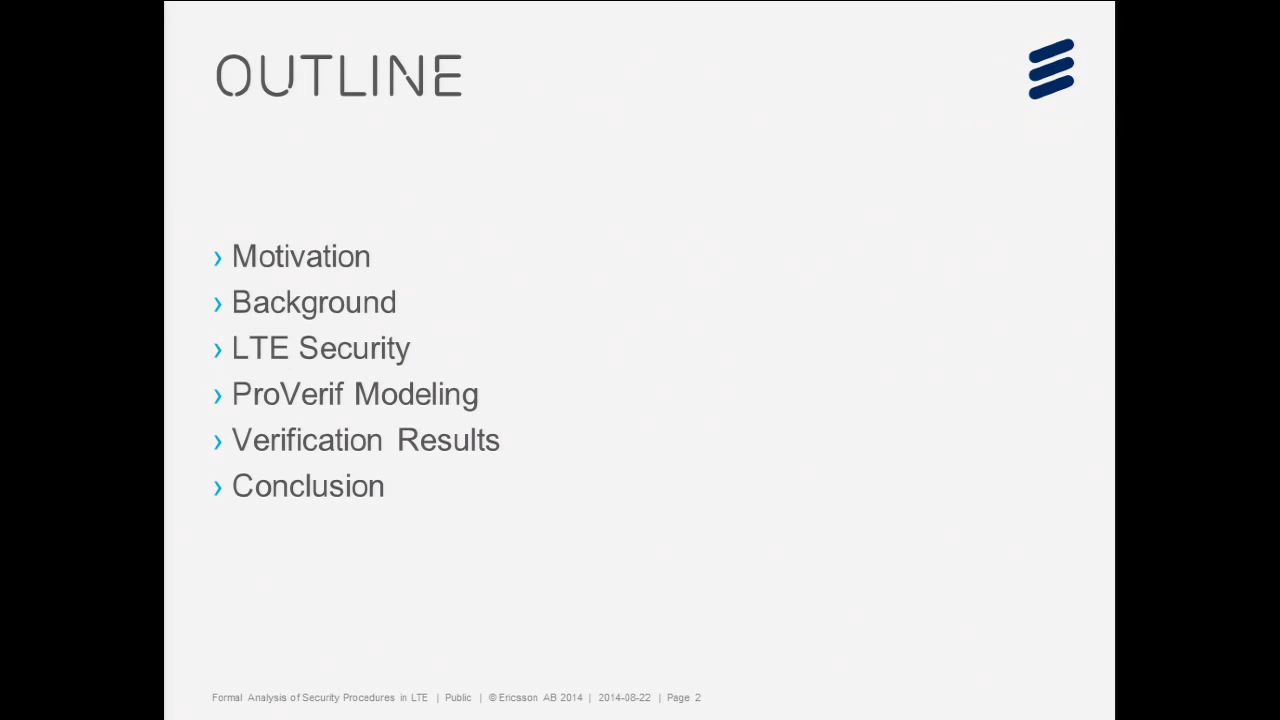 OUTLINE
› Motivation
› Background
› LTE Security
› ProVerif Modeling
› Verification Results
› Conclusion
Formal Analysis of Security Procedures in LTE | Public | © Ericsson AB 2014 | 2014-08-22 | Page 2